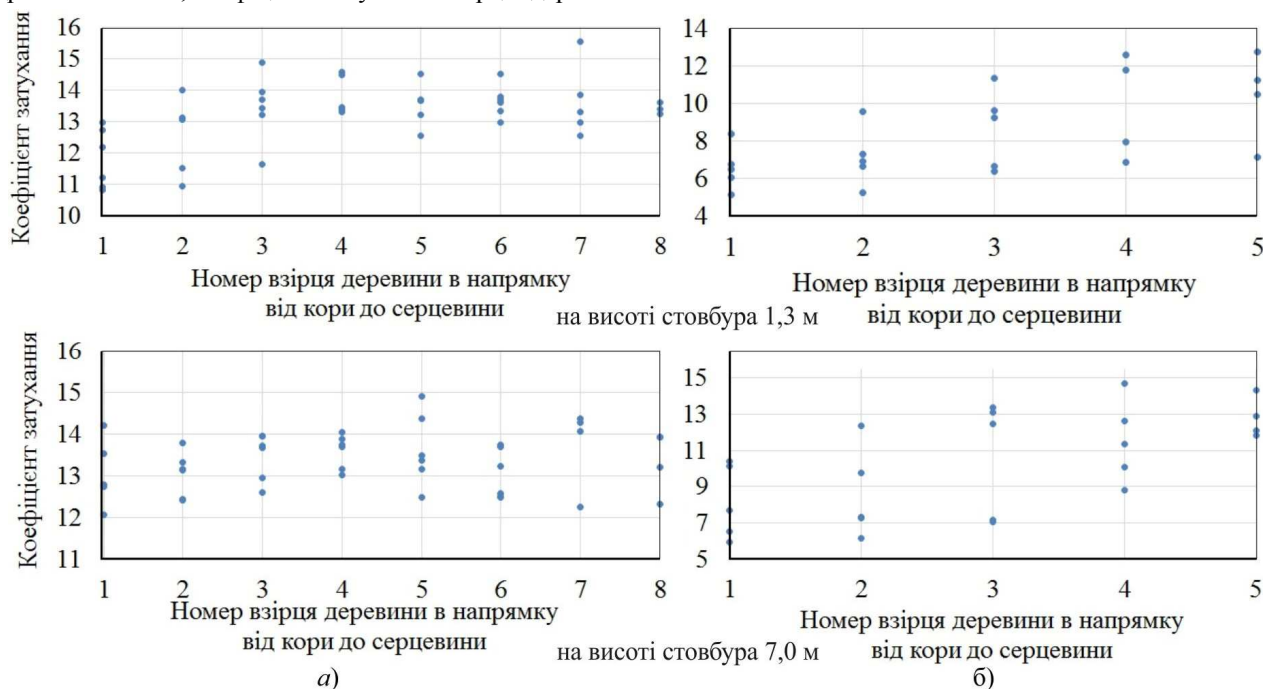 Коефіцієнт затухання
16
15
14
13
12
11
10
1 2 3 4 5 6 7 8
Номер взірця деревини в напрямку
від кори до серцевини
14
12
10
8
6
4
1 2 3 4 5
Номер взірця деревини в напрямку
від кори до серцевини
на висоті стовбура 1,3 м
Коефіцієнт затухання
16
15
14
13
12
11
1 2 3 4 5 6 7 8
Номер взірця деревини в напрямку
від кори до серцевини
15
13
11
9
7
5
1 2 3 4 5
Номер взірця деревини в напрямку
від кори до серцевини
на висоті стовбура 7,0 м
а) б)